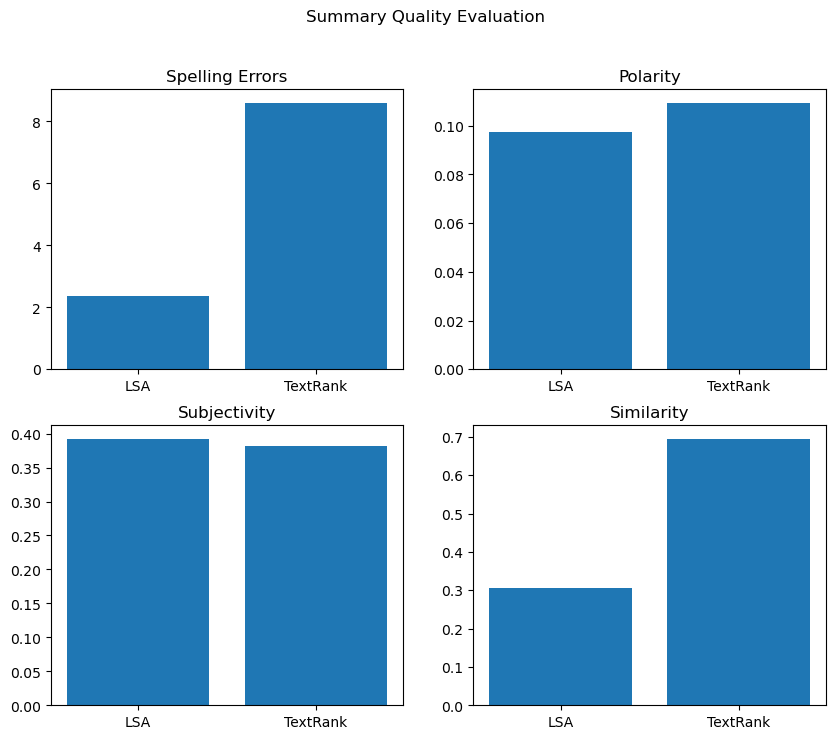 Summary Quality Evaluation
Spelling Errors
8
6
4
2
0
LSA
TextRank
Polarity
0.10
0.08
0.06
0.04
0.02
0.00
LSA
TextRank
Subjectivity
0.40
0.35
0.30
0.25
0.20
0.15
0.10
0.05
0.00
LSA
TextRank
Similarity
0.7
0.6
0.5
0.4
0.3
0.2
0.1
0.0
LSA
TextRank